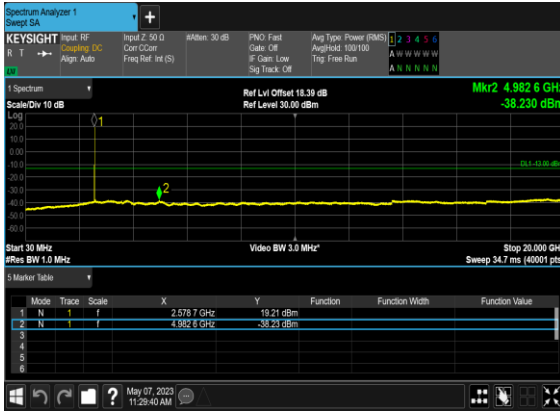 Spectrum Analyzer 1
Swept SA
+
KEYSIGHT
R T
Input: RF
Coupling: DC
Align: Auto
Input Z: 50 Ω
Corr CCorr
Freq Ref: Int (S)
#Atten: 30 dB
PNO: Fast
Gate: Off
IF Gain: Low
Sig Track: Off
Avg Type: Power (RMS)
Avg|Hold: 100/100
Trig: Free Run
1 2 3 4 5 6
A W W W W W
A N N N N N
1 Spectrum
Scale/Div 10 dB
Ref Lvl Offset 18.39 dB
Ref Level 30.00 dBm
Mkr2 4.982 6 GHz
-38.230 dBm
Log
20.0
10.0
0.00
-10.0
-20.0
-30.0
-40.0
-50.0
-60.0
1
2
DL1 -13.00 dBm
Start 30 MHz
#Res BW 1.0 MHz
Video BW 3.0 MHz*
Stop 20.000 GHz
Sweep 34.7 ms (40001 pts)
5 Marker Table
Mode Trace Scale X Y Function Function Width Function Value
1 N 1 f 2.578 7 GHz 19.21 dBm
2 N 1 f 4.982 6 GHz -38.23 dBm
3
4
5
6
?
May 07, 2023
11:29:40 AM